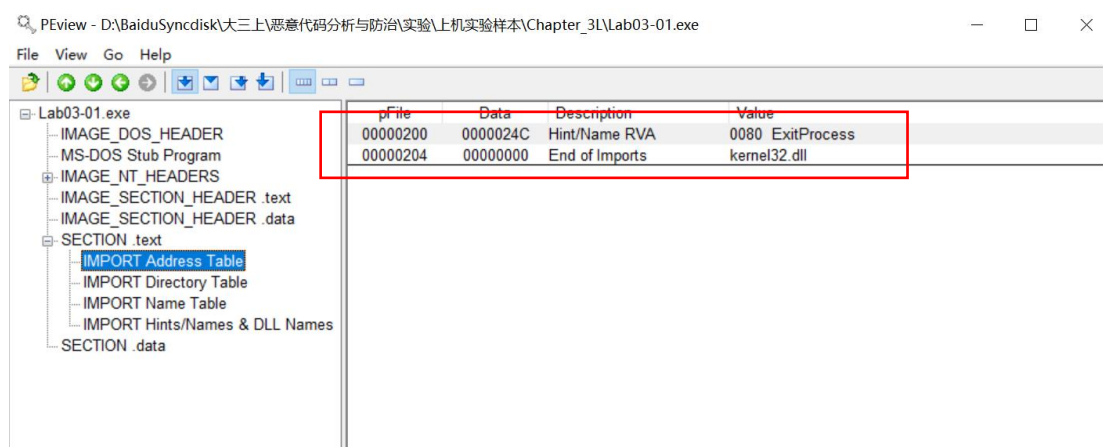 PEview - D:\BaiduSyncdisk\大三上\恶意代码分析与防治\实验\上机实验样本\Chapter_3L\Lab03-01.exe
File View Go Help
Lab03-01.exe
IMAGE_DOS_HEADER
MS-DOS Stub Program
IMAGE_NT_HEADERS
IMAGE_SECTION_HEADER .text
IMAGE_SECTION_HEADER .data
SECTION .text
IMPORT Address Table
IMPORT Directory Table
IMPORT Name Table
IMPORT Hints/Names & DLL Names
SECTION .data
pFile Data Description Value
00000200 0000024C Hint/Name RVA 0080 ExitProcess
00000204 00000000 End of Imports kernel32.dll